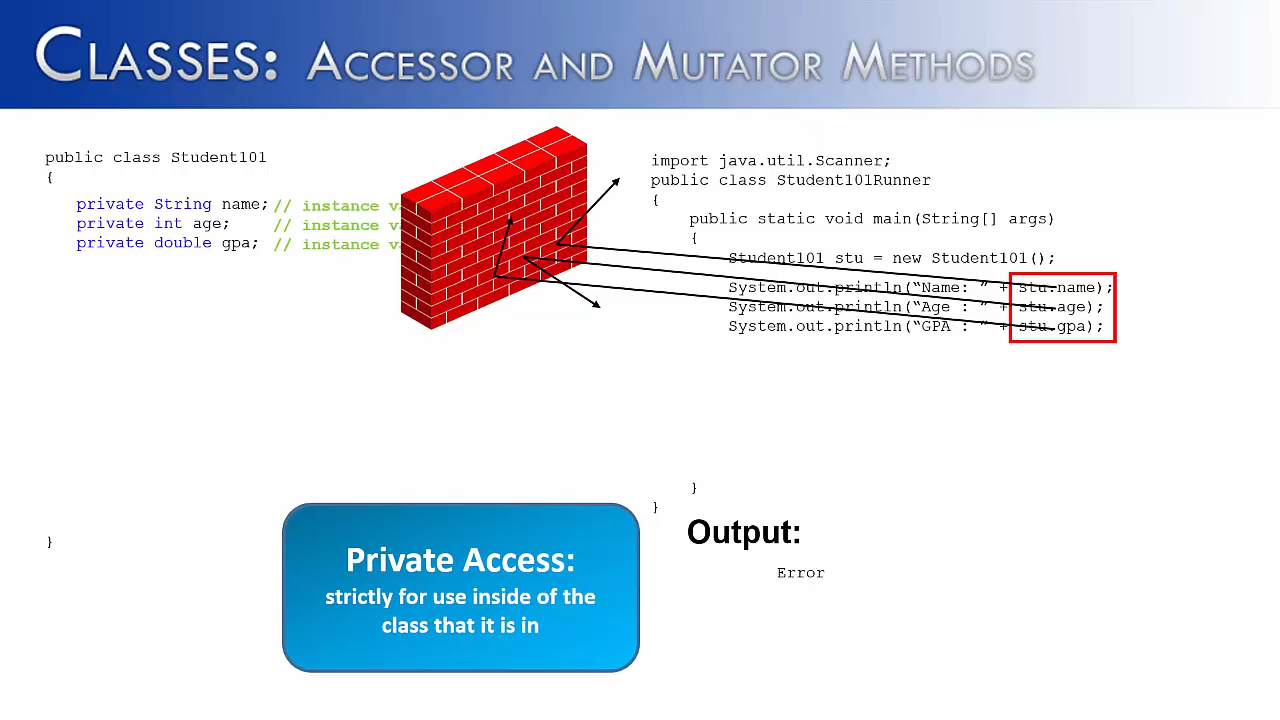 CLASSES: ACCESSOR AND MUTATOR METHODS
public class Student101
{
private String name; // instance
private int age; // instance
private double gpa; // instance
}
import java.util.Scanner;
public class Student101Runner
{
public static void main(String[] args)
{
Student101 stu = new Student101();
System.out.println(“Name: ” + stu.name);
System.out.println(“Age : ” + stu.age);
System.out.println(“GPA : ” + stu.gpa);
}
}
Private Access:
strictly for use inside of the
class that it is in
Output:
Error